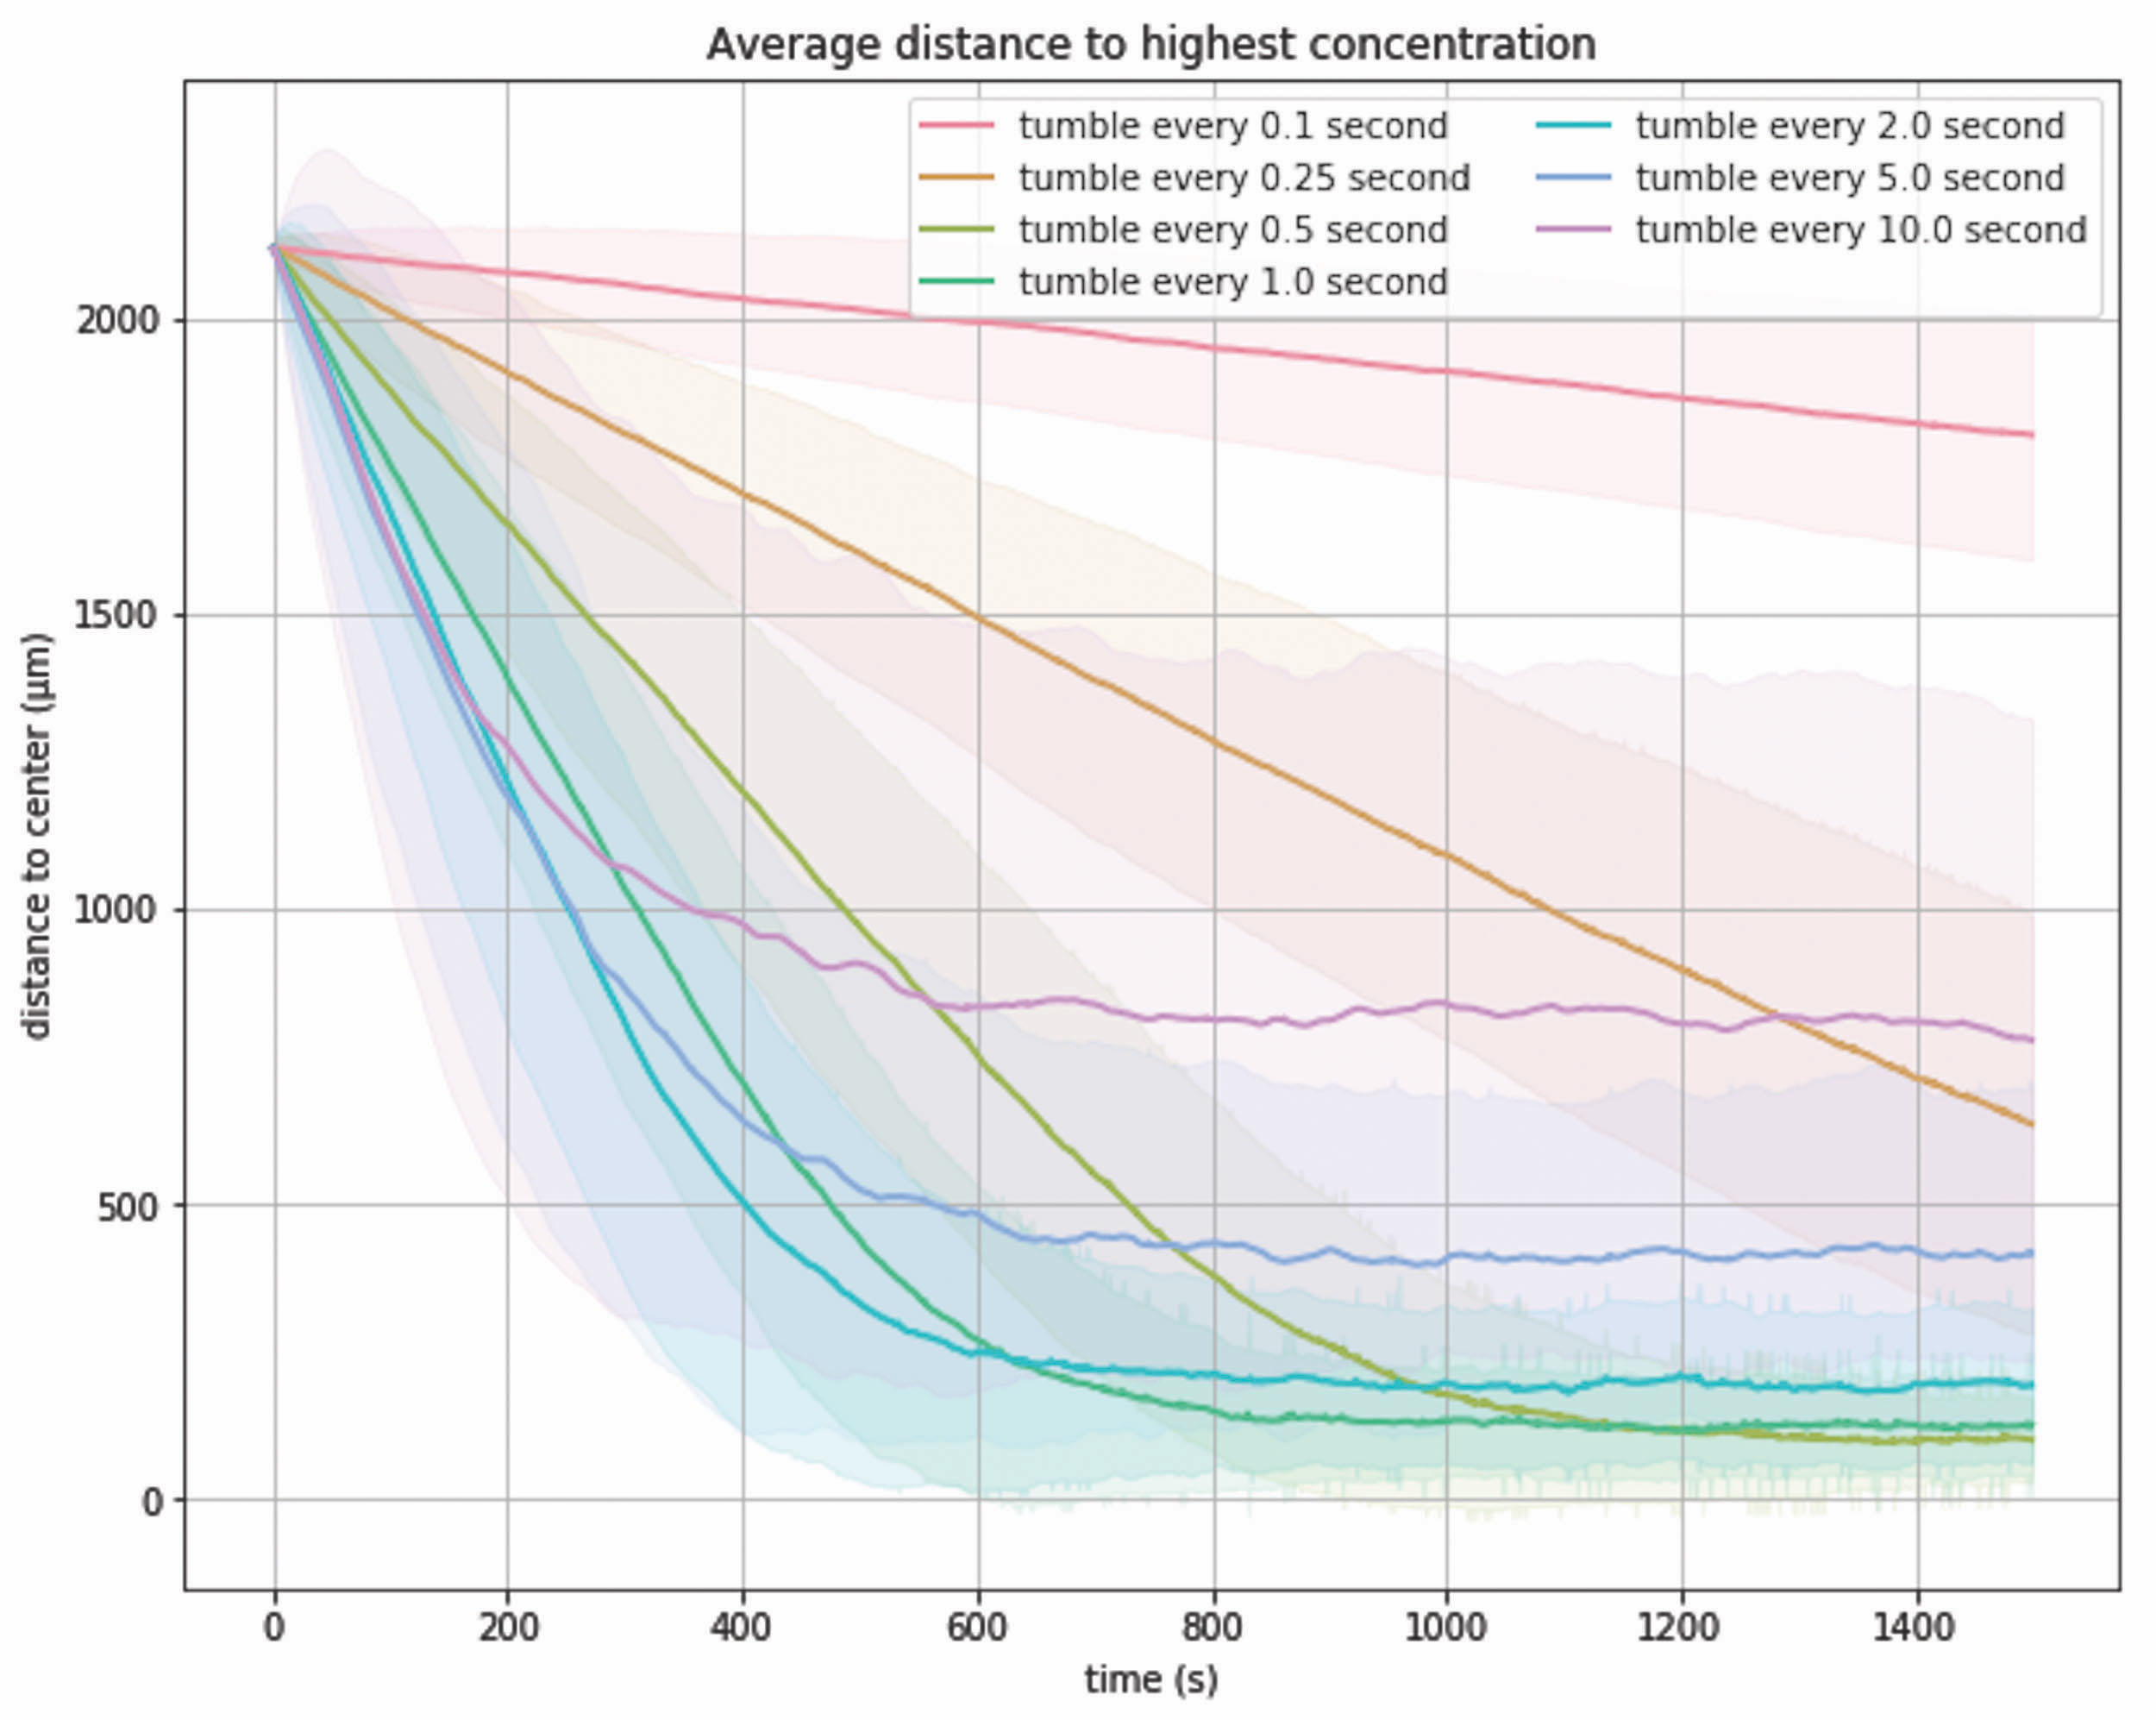 Average distance to highest concentration
tumble every 0.1 second
tumble every 0.25 second
tumble every 0.5 second
tumble every 1.0 second
tumble every 2.0 second
tumble every 5.0 second
tumble every 10.0 second
distance to center (μm)
2000
1500
1000
500
0
0 200 400 600 800 1000 1200 1400
time (s)